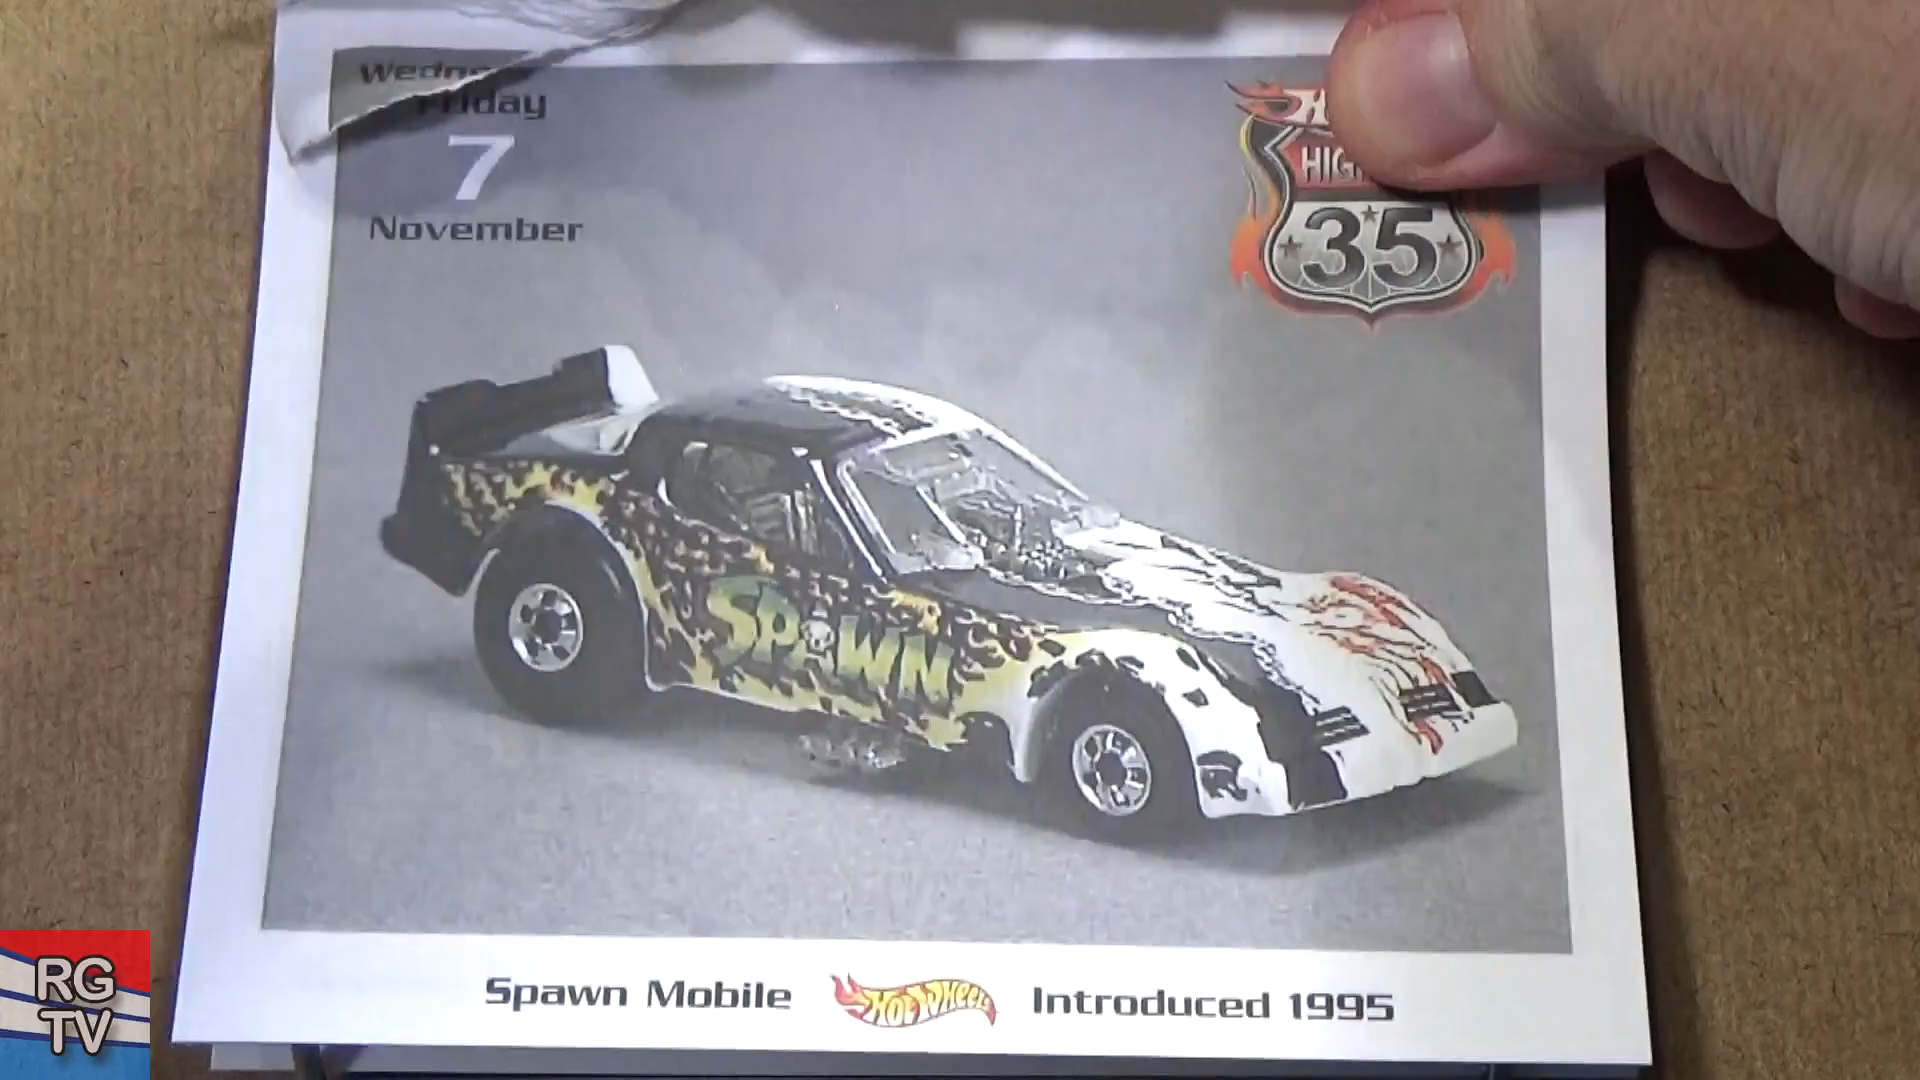 Friday
7
November
35
SPAWN
Spawn Mobile HOT WHEELS Introduced 1995
RG
TV